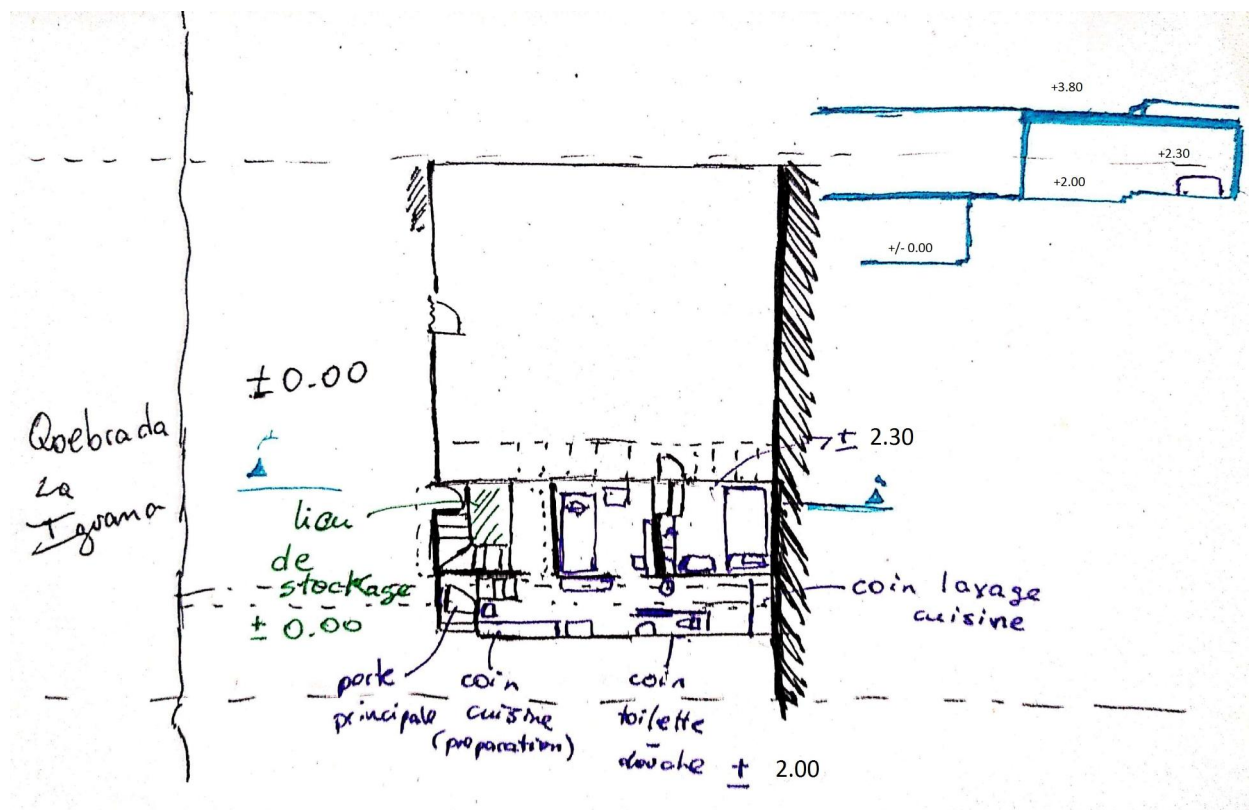 +3.80
+2.30
+2.00
+/- 0.00
±0.00
Quebrada
La
Iguana
± 2.30
lieu
de
stockage
± 0.00
coin lavage
cuisine
porte
principale
coin
cuisine
(preparation)
coin
toilette
douche ± 2.00